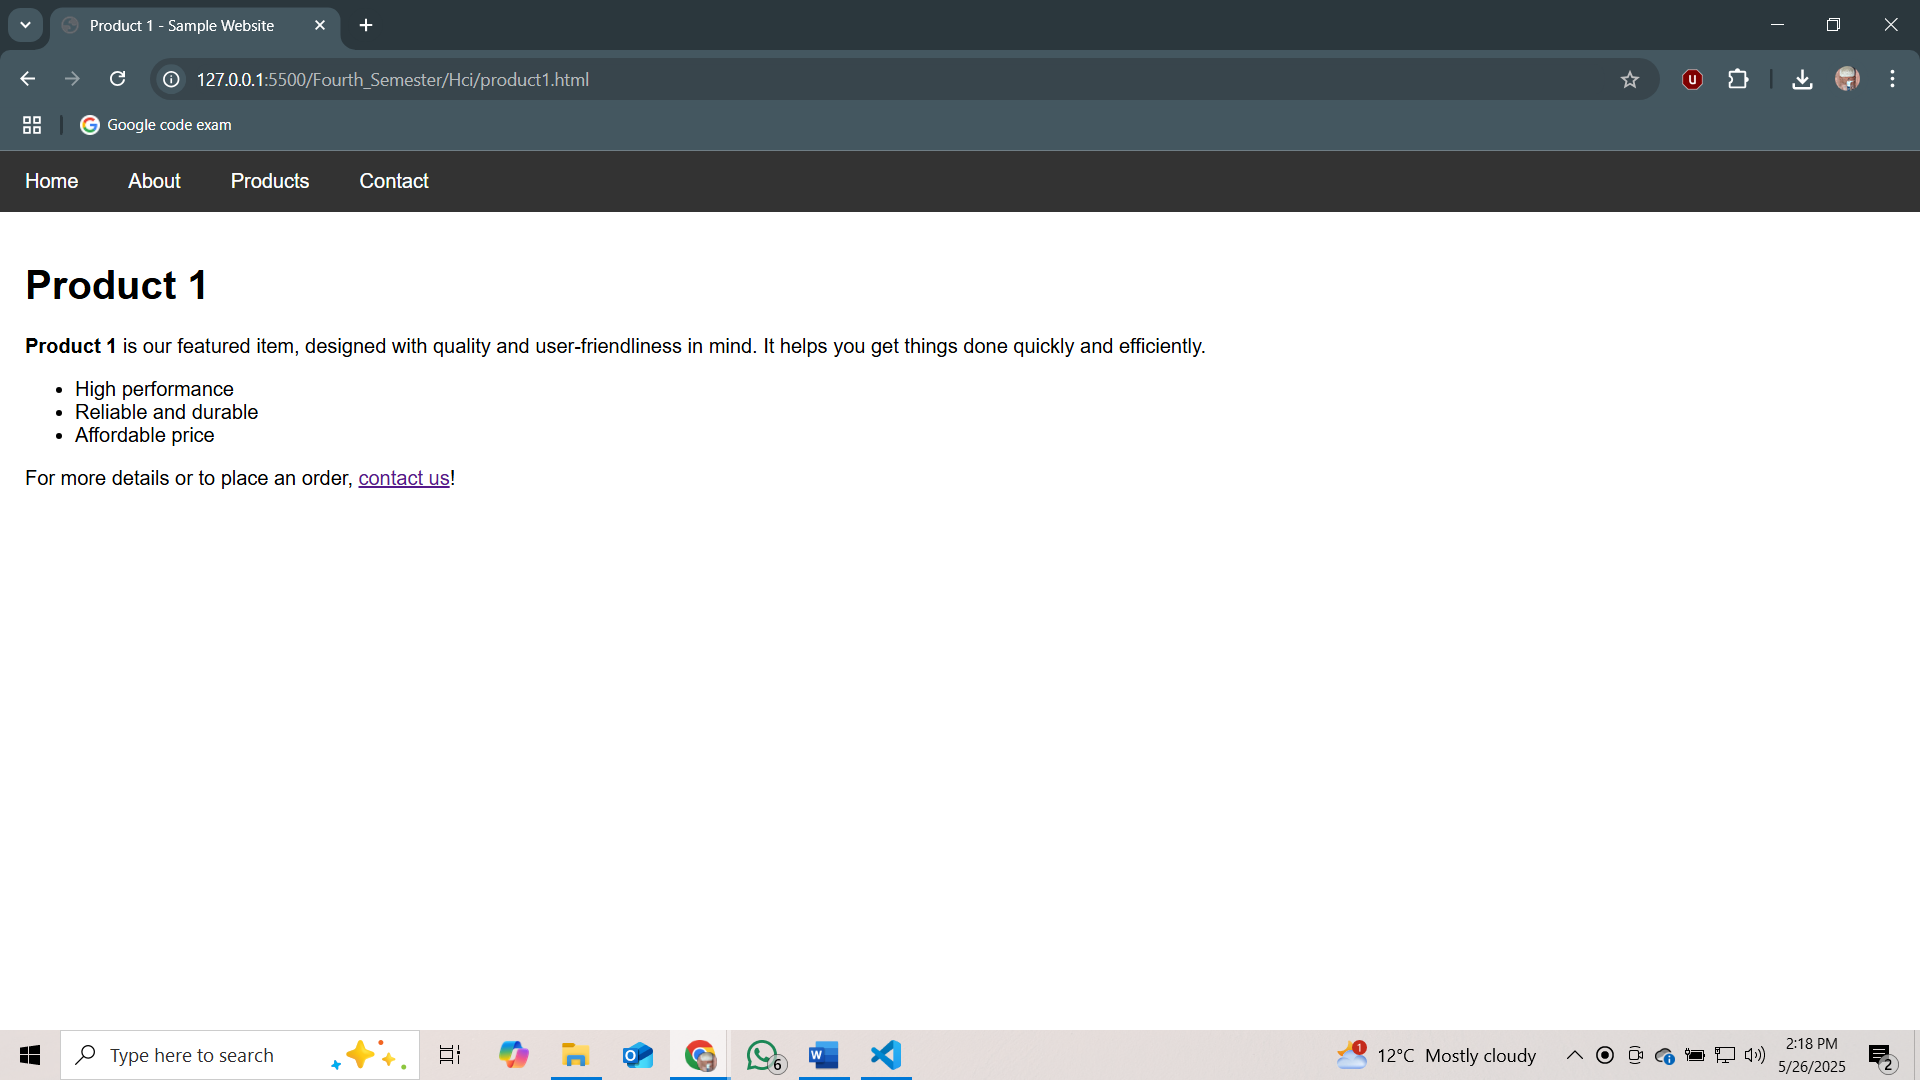 Product 1 - Sample Website
127.0.0.1:5500/Fourth_Semester/Hci/product1.html
Google code exam
Home About Products Contact
Product 1
Product 1 is our featured item, designed with quality and user-friendliness in mind. It helps you get things done quickly and efficiently.
• High performance
• Reliable and durable
• Affordable price
For more details or to place an order, contact us!
Type here to search
6
1
12°C Mostly cloudy
2:18 PM
5/26/2025
2